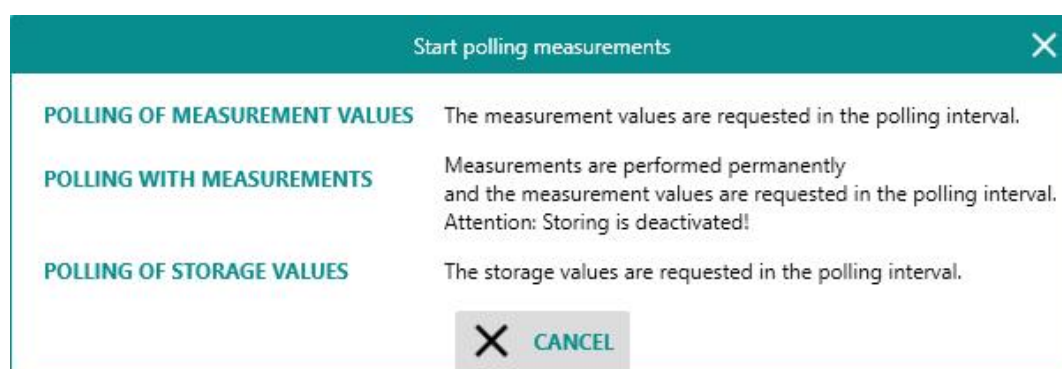 Start polling measurements
POLLING OF MEASUREMENT VALUES
The measurement values are requested in the polling interval.
POLLING WITH MEASUREMENTS
Measurements are performed permanently
and the measurement values are requested in the polling interval.
Attention: Storing is deactivated!
POLLING OF STORAGE VALUES
The storage values are requested in the polling interval.
CANCEL